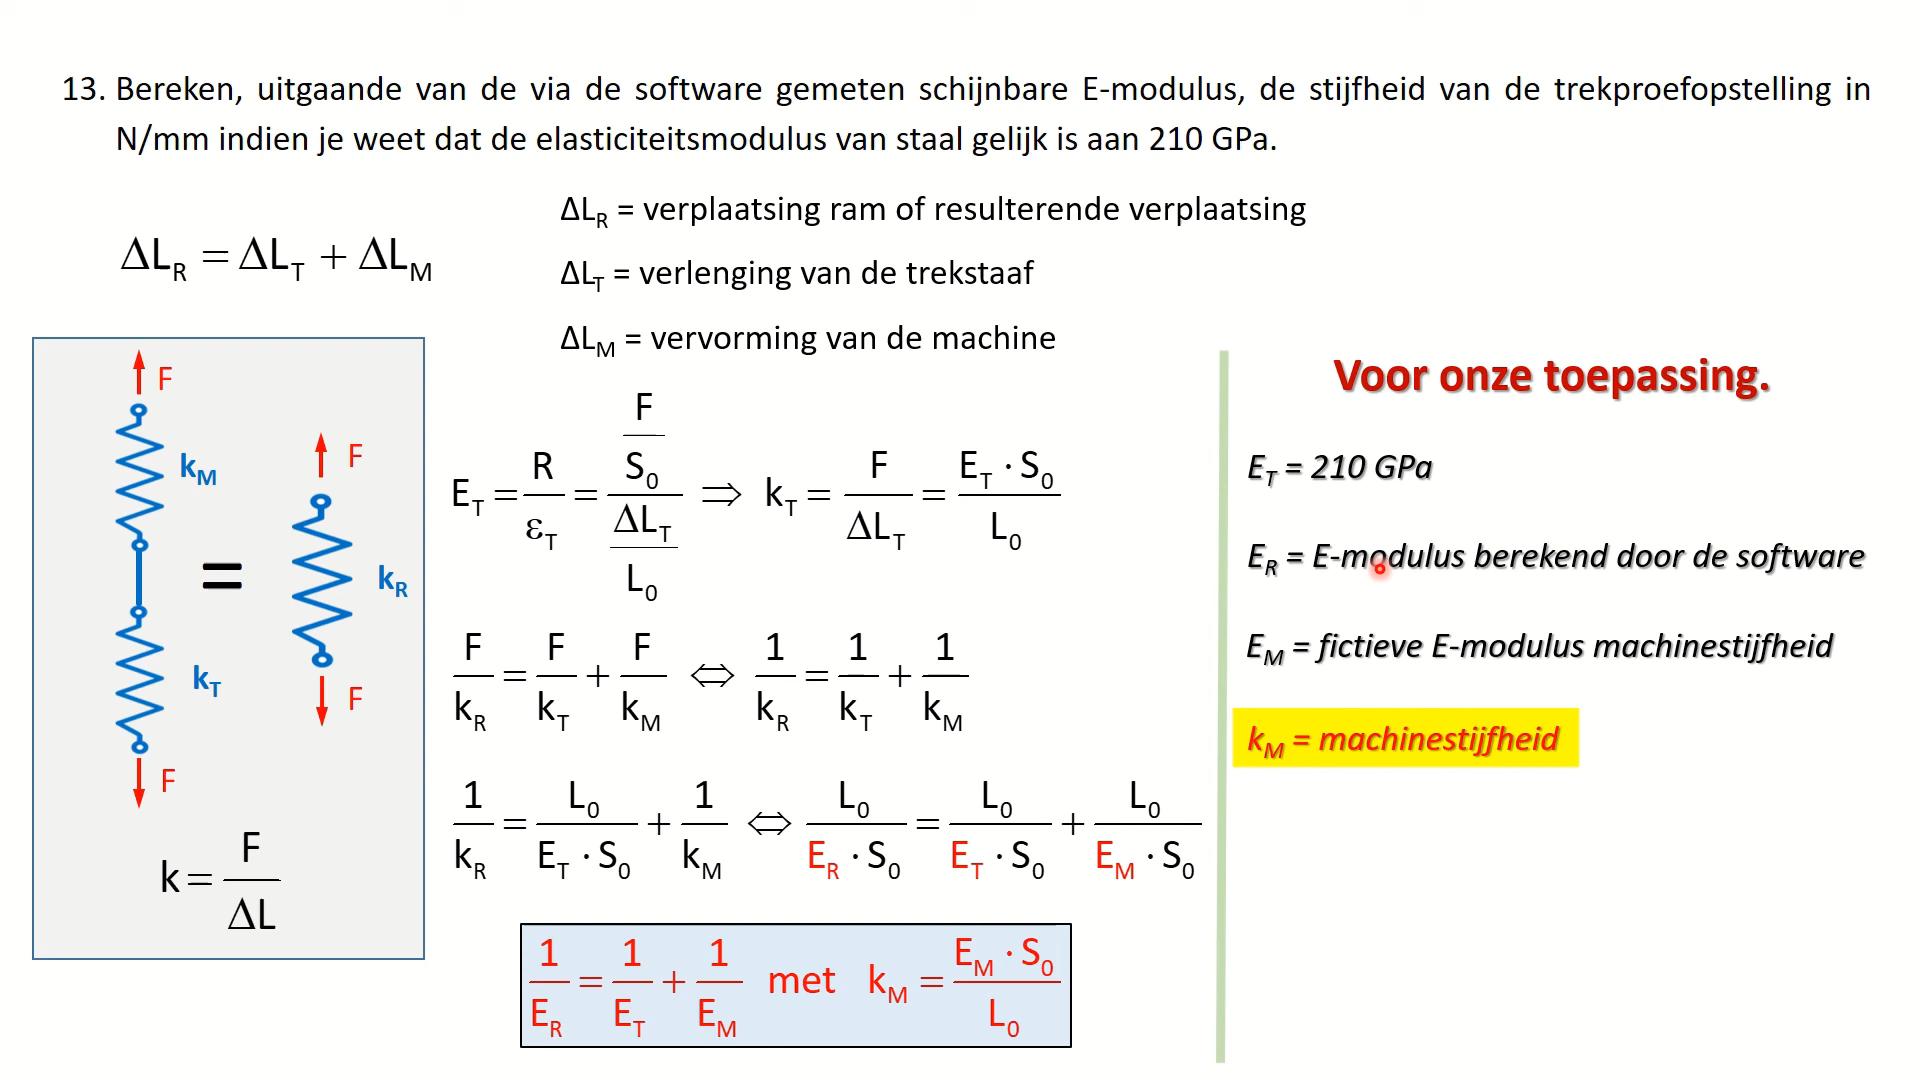 13. Bereken, uitgaande van de via de software gemeten schijnbare E-modulus, de stijfheid van de trekproefopstelling in
N/mm indien je weet dat de elasticiteitsmodulus van staal gelijk is aan 210 GPa.
ΔL_R = ΔL_T + ΔL_M
ΔL_R = verplaatsing ram of resulterende verplaatsing
ΔL_T = verlenging van de trekstaaf
ΔL_M = vervorming van de machine
F
k_M
k_T
F
=
F
k_R
F
k = F / ΔL
E_T = R / ε_T = (F / S_0) / (ΔL_T / L_0) ⇒ k_T = F / ΔL_T = E_T · S_0 / L_0
F / k_R = F / k_T + F / k_M ⇔ 1 / k_R = 1 / k_T + 1 / k_M
1 / k_R = L_0 / E_T · S_0 + 1 / k_M ⇔ L_0 / E_R · S_0 = L_0 / E_T · S_0 + L_0 / E_M · S_0
1 / E_R = 1 / E_T + 1 / E_M met k_M = E_M · S_0 / L_0
Voor onze toepassing.
E_T = 210 GPa
E_R = E-modulus berekend door de software
E_M = fictieve E-modulus machinestijfheid
k_M = machinestijfheid